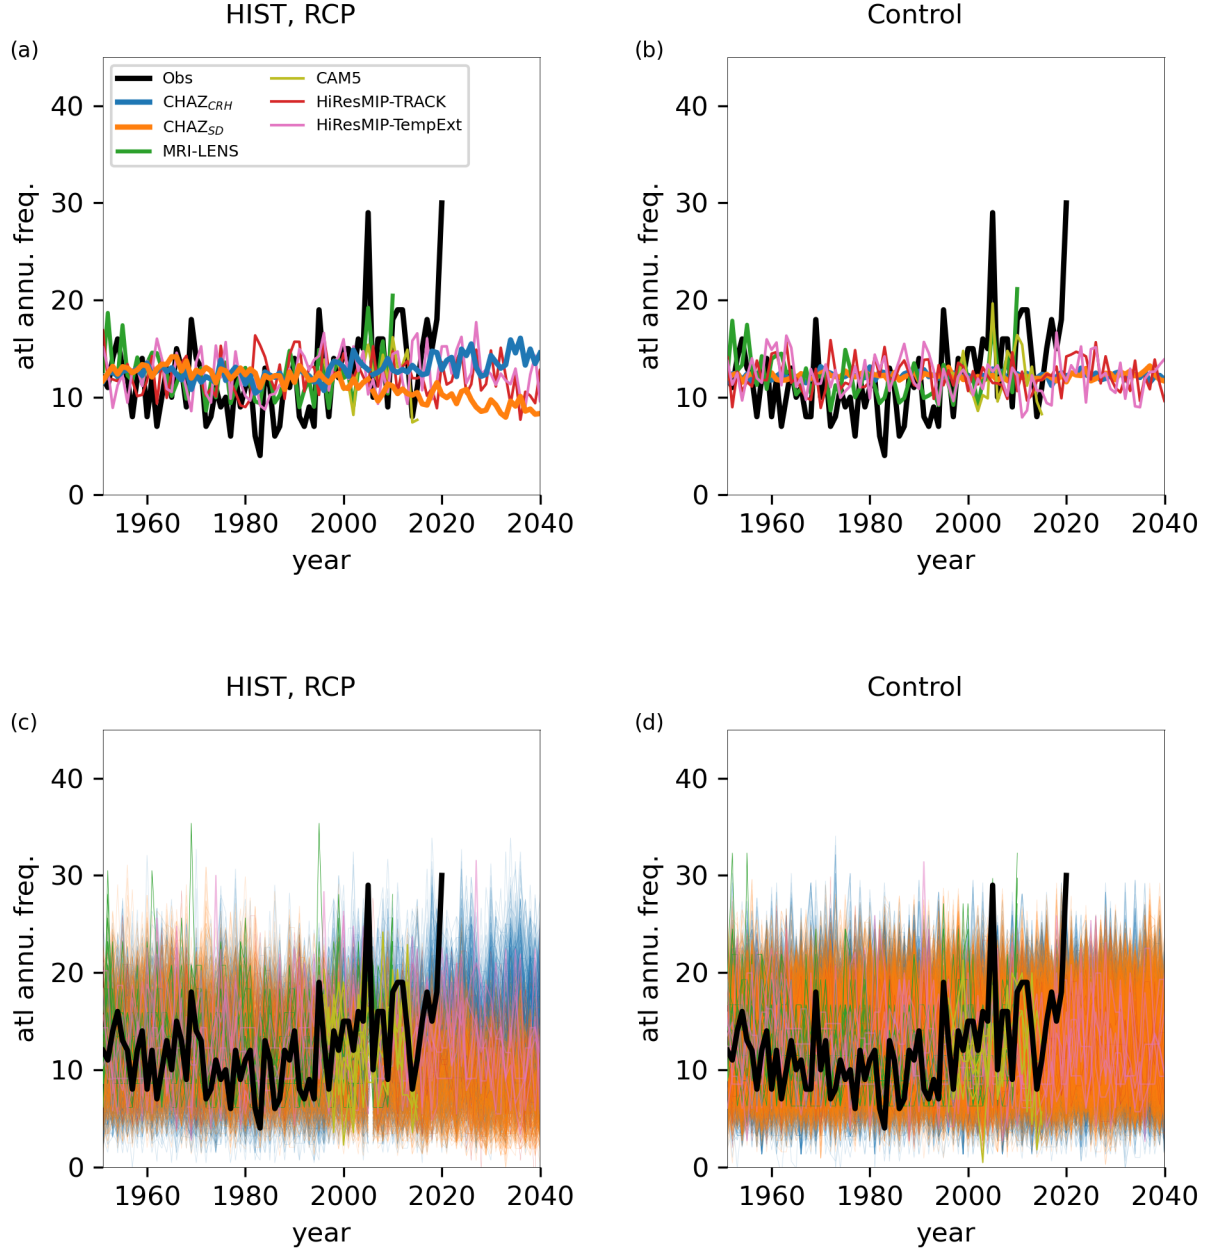 HIST, RCP
Control
(a)
(b)
Obs
CHAZCRH
CHAZSD
MRI-LENS
CAM5
HiResMIP-TRACK
HiResMIP-TempExt
atl annu. freq.
40
30
20
10
0
1960 1980 2000 2020 2040
year
atl annu. freq.
40
30
20
10
0
1960 1980 2000 2020 2040
year
HIST, RCP
Control
(c)
(d)
atl annu. freq.
40
30
20
10
0
1960 1980 2000 2020 2040
year
atl annu. freq.
40
30
20
10
0
1960 1980 2000 2020 2040
year